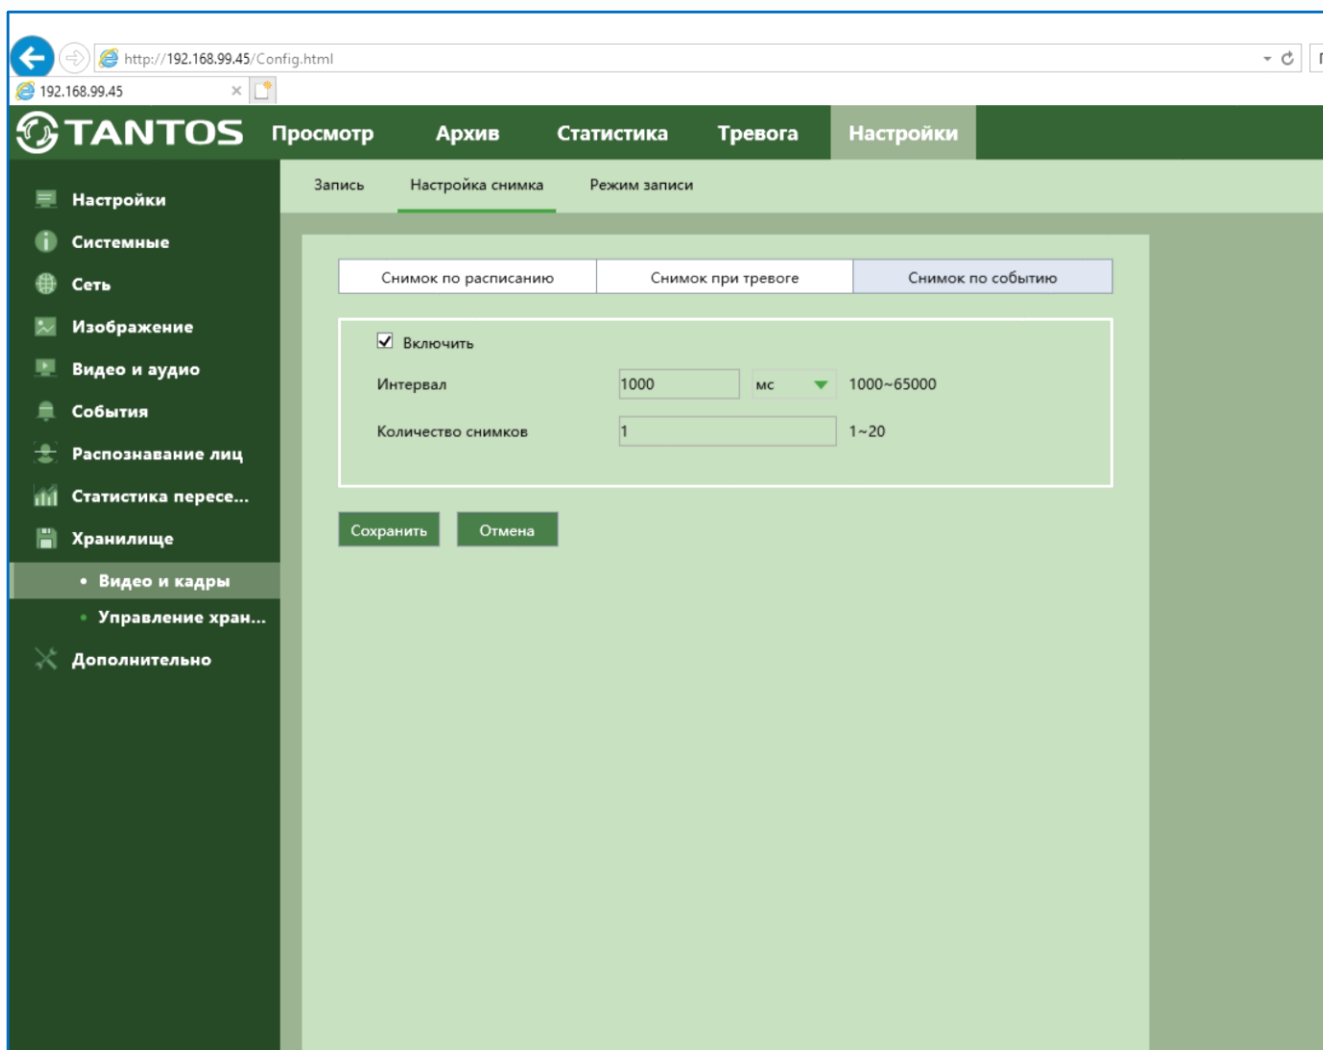 http://192.168.99.45/Config.html
192.168.99.45
TANTOS Просмотр Архив Статистика Тревога Настройки
Запись Настройка снимка Режим записи
Настройки
Системные
Сеть
Изображение
Видео и аудио
События
Распознавание лиц
Статистика пересе...
Хранилище
• Видео и кадры
• Управление хран...
Дополнительно
Снимок по расписанию Снимок при тревоге Снимок по событию
Включить
Интервал 1000 мс 1000~65000
Количество снимков 1 1~20
Сохранить Отмена